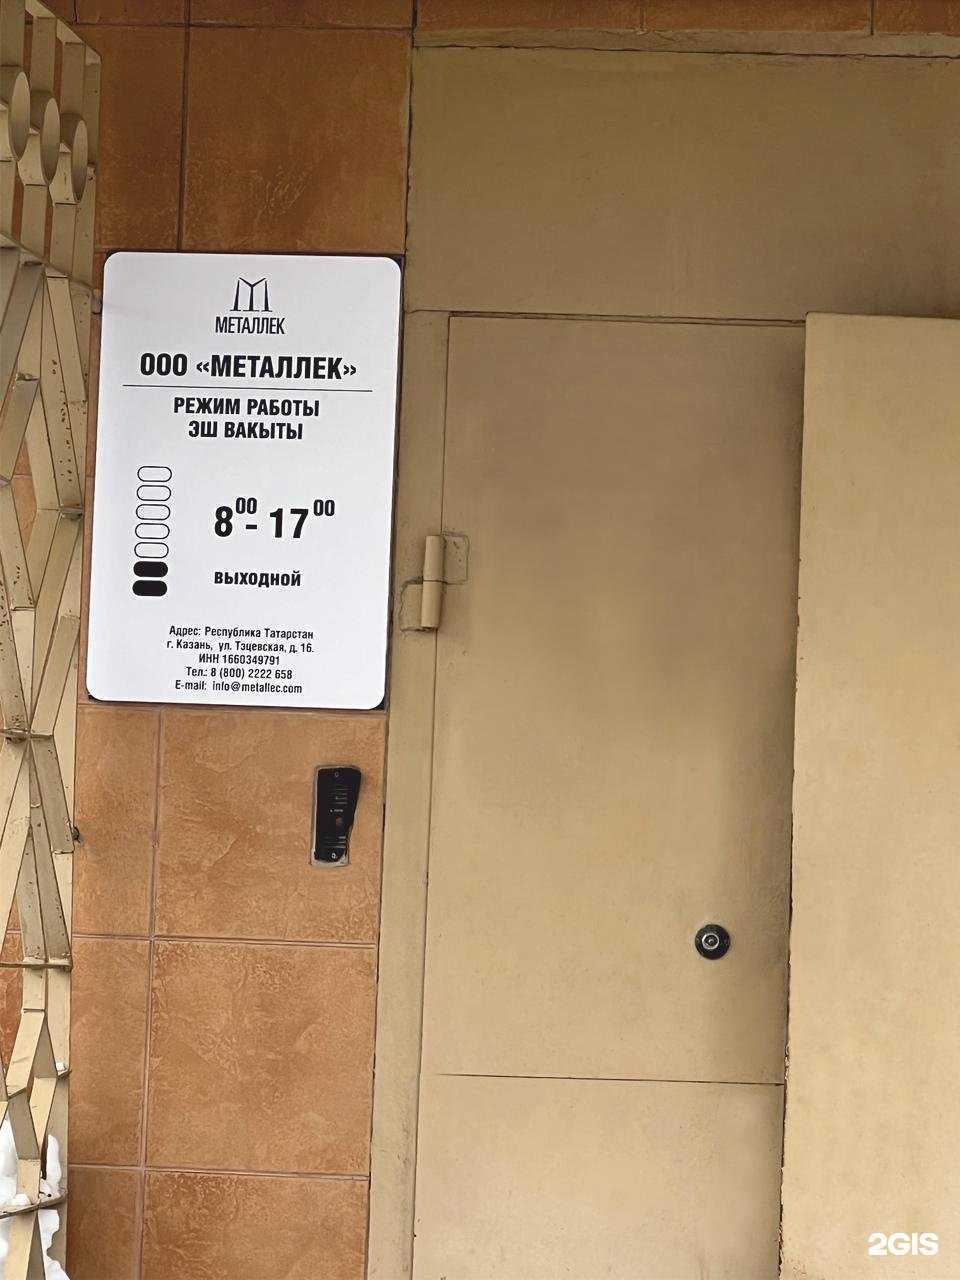 МЕТАЛЛЕК
ООО «МЕТАЛЛЕК»
РЕЖИМ РАБОТЫ
ЭШ ВАКЫТЫ
8⁰⁰ - 17⁰⁰
ВЫХОДНОЙ
Адрес: Республика Татарстан
г. Казань, ул. Тэцевская, д. 16.
ИНН 1660349791
Тел.: 8 (800) 2222 658
E-mail: info@metallec.com
2GIS